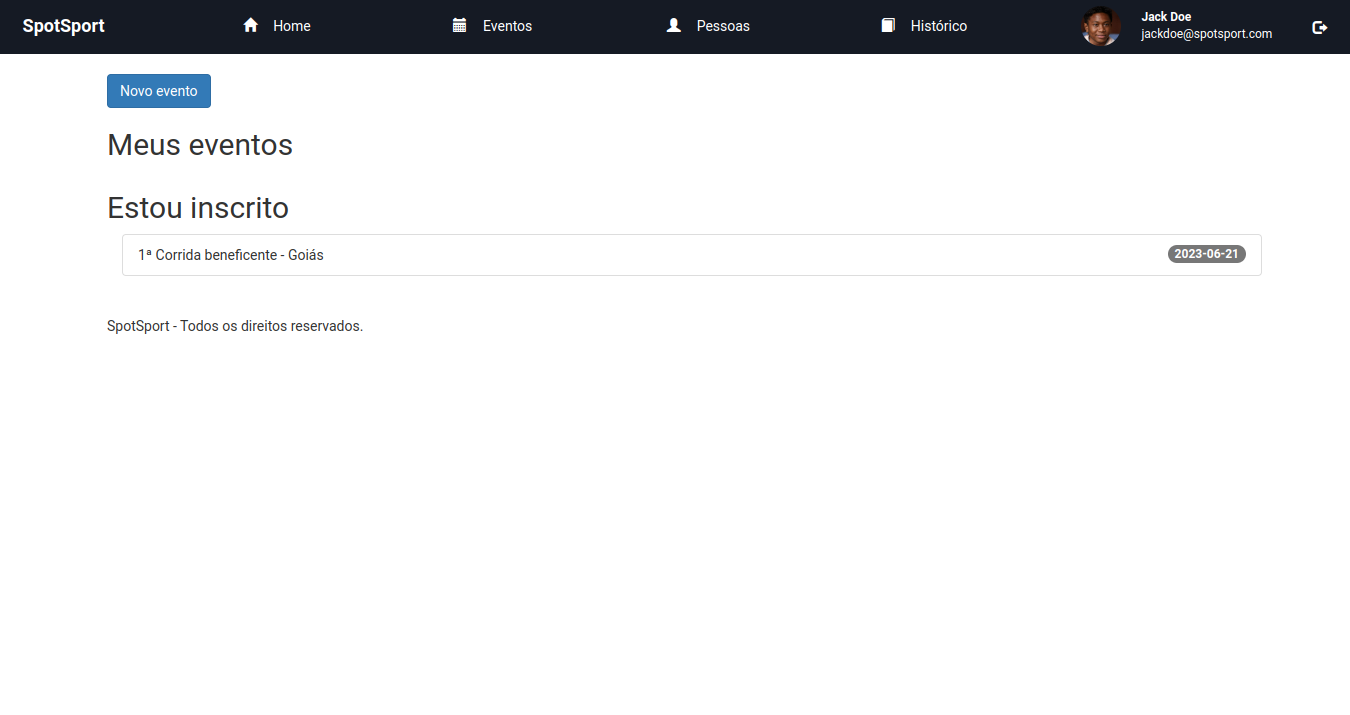 SpotSport Home Eventos Pessoas Histórico Jack Doe
jackdoe@spotsport.com
Novo evento
Meus eventos
Estou inscrito
1ª Corrida beneficente - Goiás 2023-06-21
SpotSport - Todos os direitos reservados.